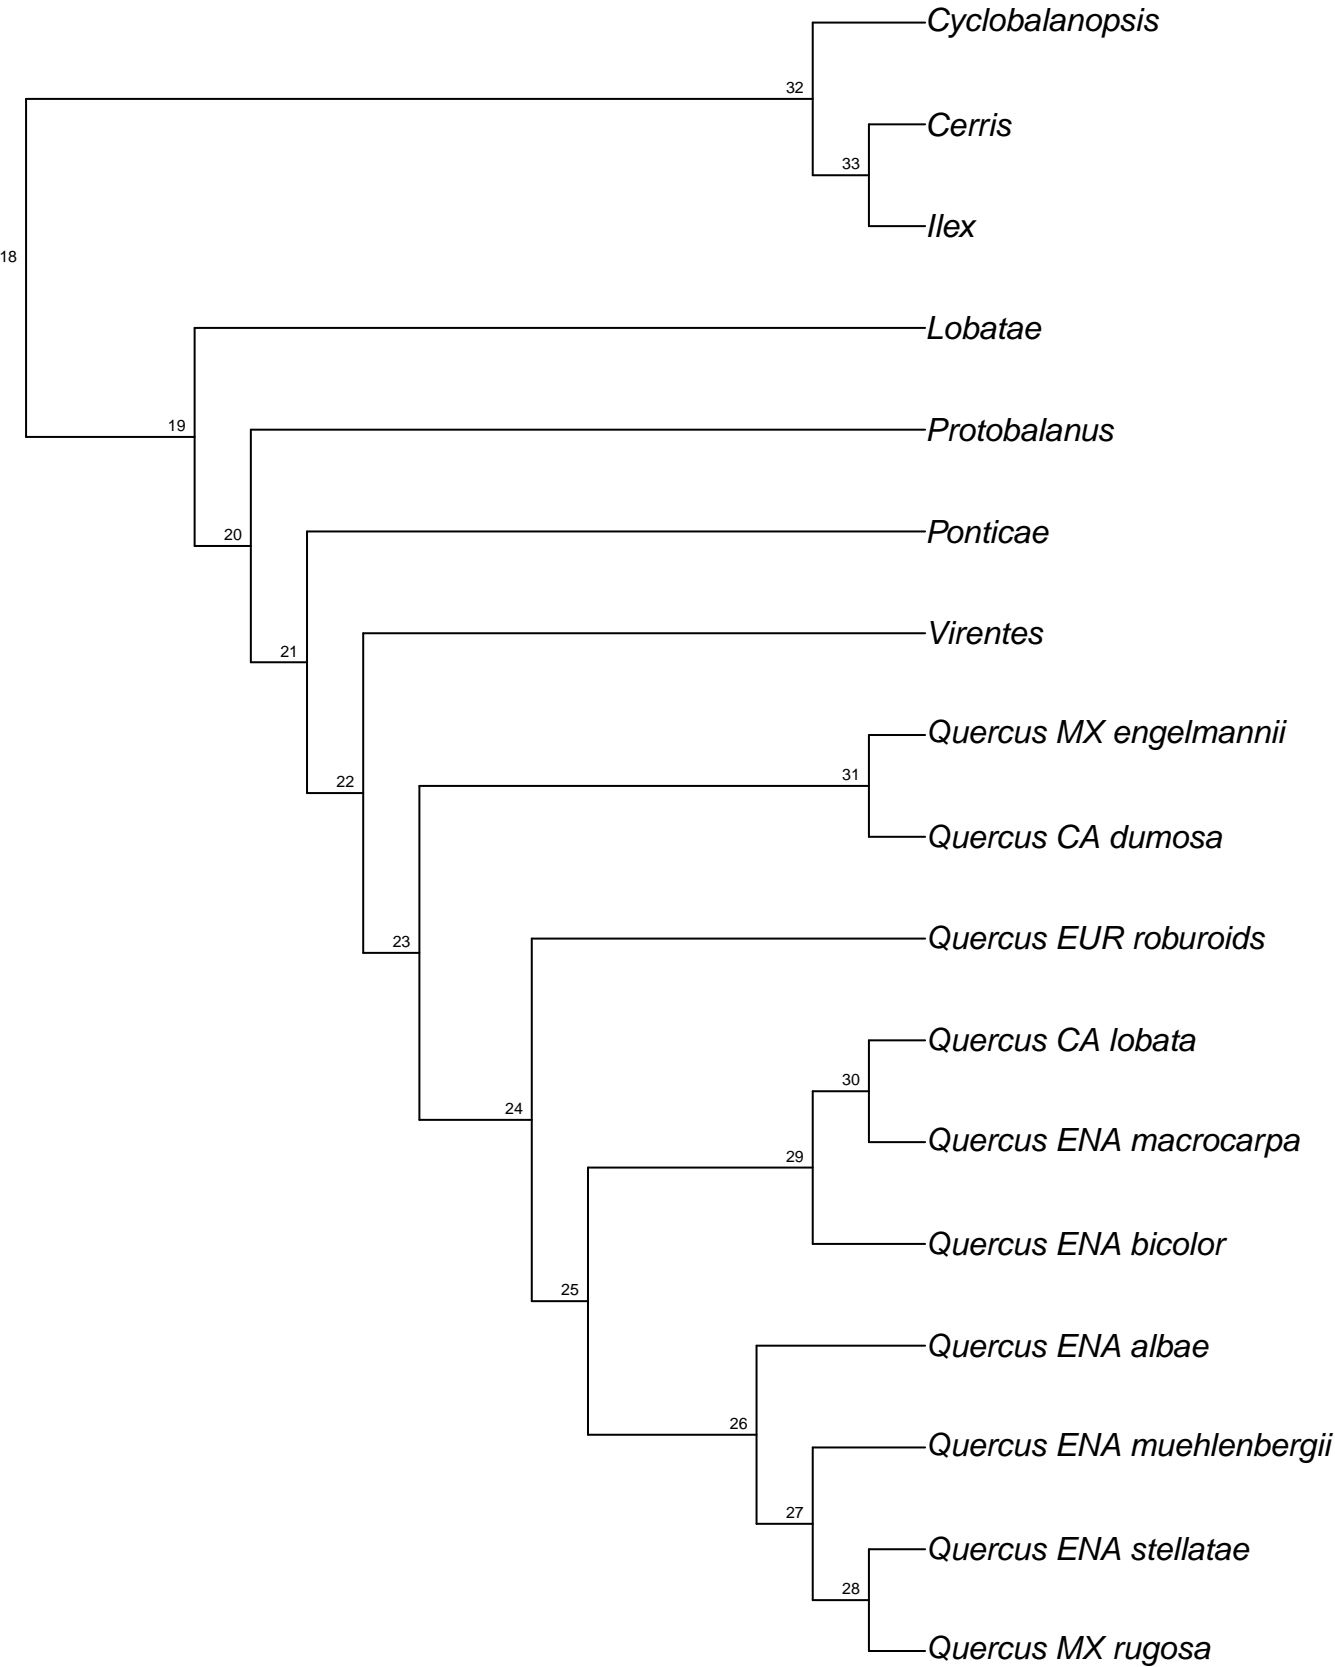 Cyclobalanopsis
32
Cerris
33
Ilex
18
Lobatae
19
Protobalanus
20
Ponticae
21
Virentes
Quercus MX engelmannii
31
22
Quercus CA dumosa
23
Quercus EUR roburoids
Quercus CA lobata
30
24
Quercus ENA macrocarpa
29
Quercus ENA bicolor
25
Quercus ENA albae
26
Quercus ENA muehlenbergii
27
Quercus ENA stellatae
28
Quercus MX rugosa